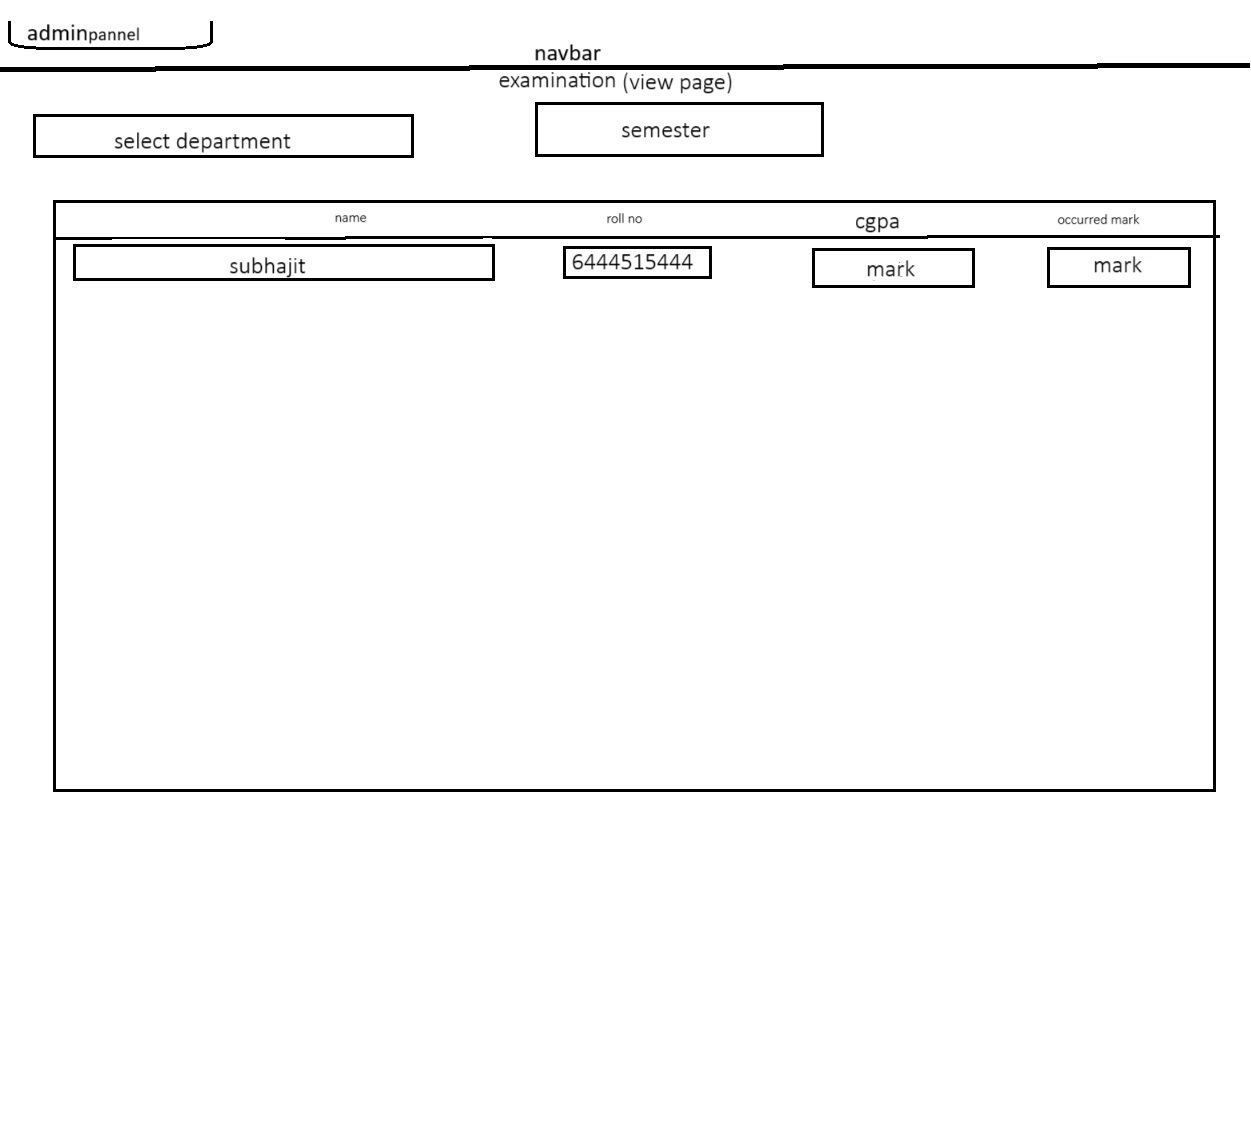 adminpannel
navbar
examination (view page)
select department semester
name roll no cgpa occurred mark
subhajit 6444515444 mark mark